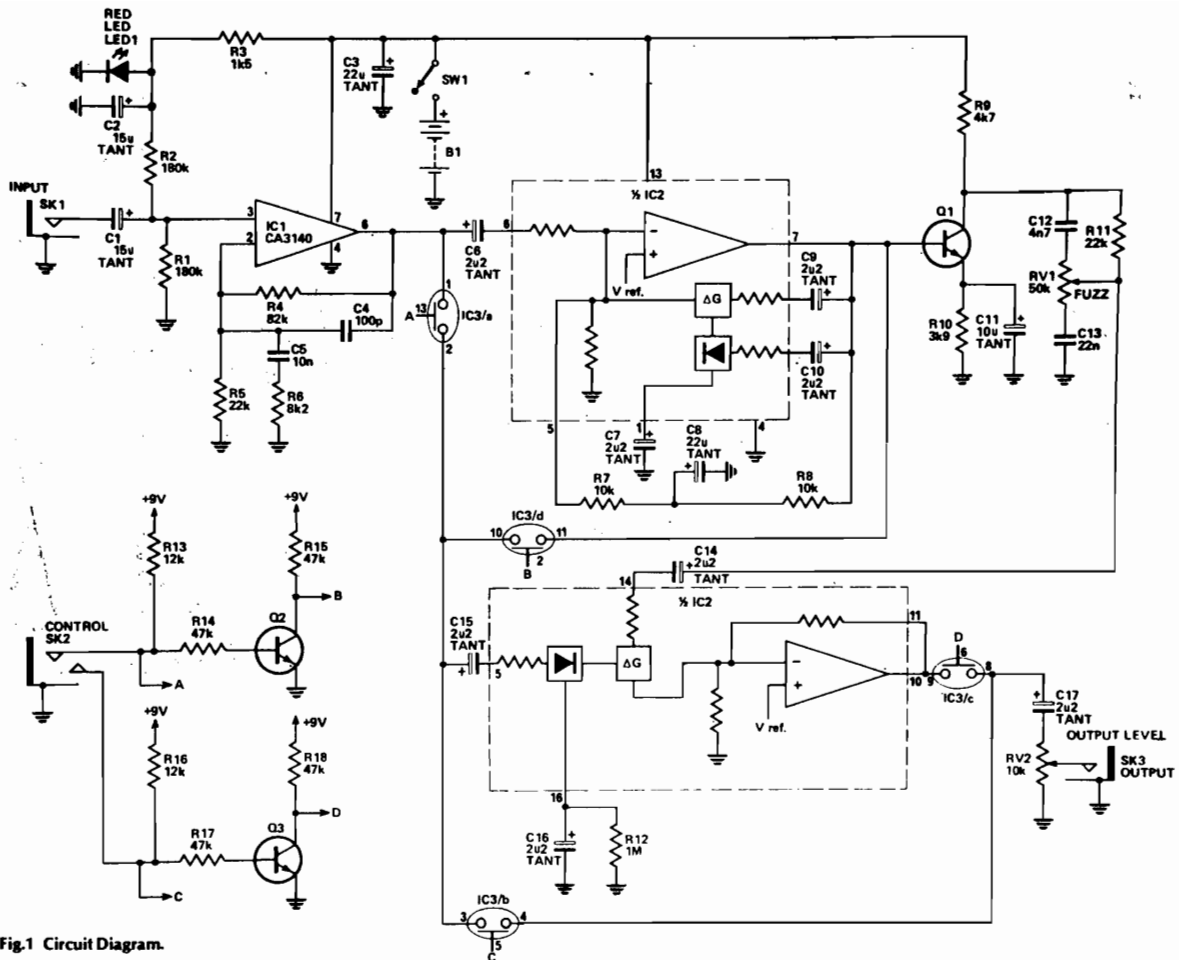 RED
LED
LED1
R3
1k5
C3
22u
TANT
SW1
B1
C2
15u
TANT
R2
180k
R9
4k7
INPUT
SK1
C1
15u
TANT
R1
180k
3
2
IC1
CA3140
7
4
6
R4
82k
C4
100p
C5
10n
R5
22k
R6
8k2
A
13
1
2
IC3/a
C6
2u2
TANT
13
½ IC2
6
-
+
V ref.
7
ΔG
C9
2u2
TANT
C10
2u2
TANT
5
1
4
C7
2u2
TANT
C8
22u
TANT
R7
10k
R8
10k
Q1
R10
3k9
C11
10u
TANT
C12
4n7
R11
22k
RV1
50k
FUZZ
C13
22n
IC3/d
10
11
2
B
C14
2u2
TANT
14
½ IC2
C15
2u2
TANT
5
ΔG
-
+
V ref.
11
10
D
6
9
8
IC3/c
C17
2u2
TANT
OUTPUT LEVEL
RV2
10k
SK3
OUTPUT
16
C16
2u2
TANT
R12
1M
IC3/b
3
4
5
C
+9V
+9V
R13
12k
R15
47k
B
CONTROL
SK2
R14
47k
Q2
A
+9V
+9V
R16
12k
R18
47k
D
R17
47k
Q3
C
Fig.1 Circuit Diagram.